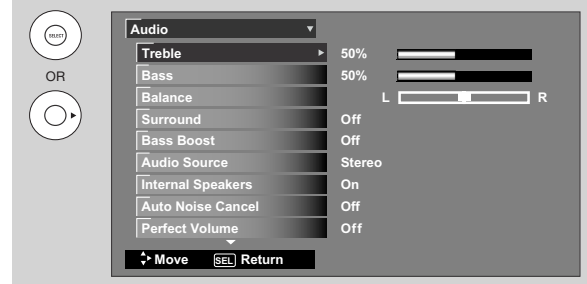 SELECT
OR
Audio
Treble 50%
Bass 50%
Balance L R
Surround Off
Bass Boost Off
Audio Source Stereo
Internal Speakers On
Auto Noise Cancel Off
Perfect Volume Off
Move SEL Return